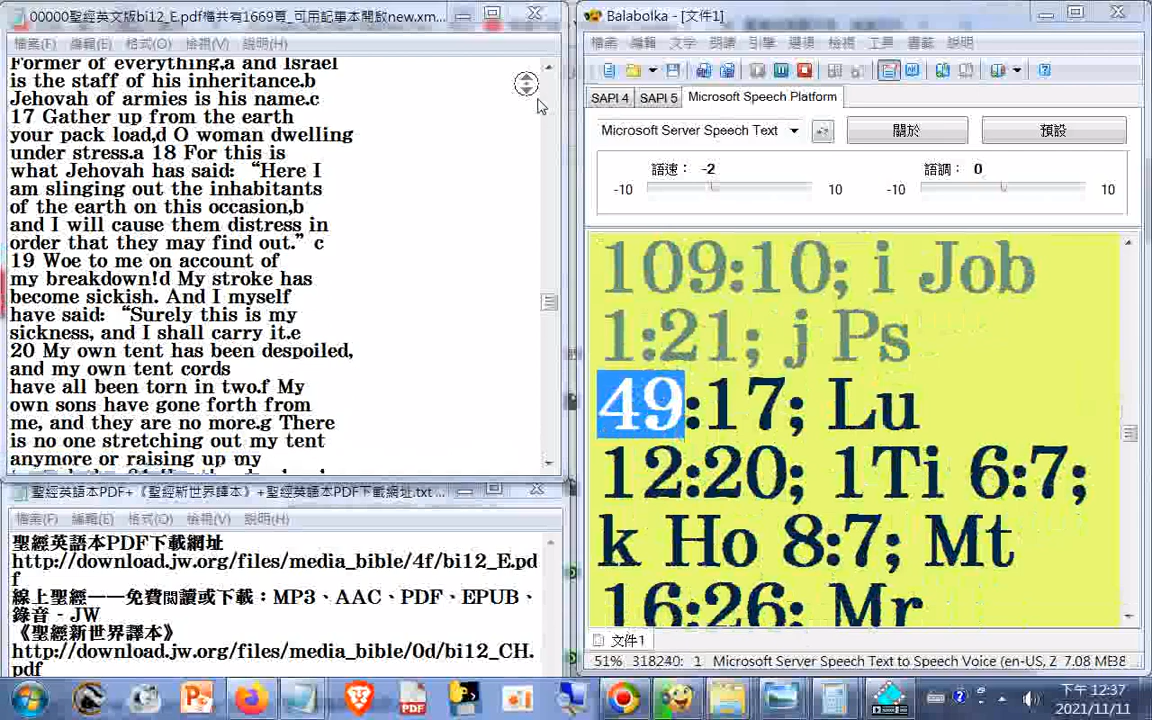 00000聖經英文版bi12_E.pdf檔共有1669頁_可用記事本開啟new.xm...
檔案(F) 編輯(E) 格式(O) 檢視(V) 說明(H)
Former of everything,a and Israel
is the staff of his inheritance.b
Jehovah of armies is his name.c
17 Gather up from the earth
your pack load,d O woman dwelling
under stress.a 18 For this is
what Jehovah has said: “Here I
am slinging out the inhabitants
of the earth on this occasion,b
and I will cause them distress in
order that they may find out.” c
19 Woe to me on account of
my breakdown!d My stroke has
become sickish. And I myself
have said: “Surely this is my
sickness, and I shall carry it.e
20 My own tent has been despoiled,
and my own tent cords
have all been torn in two.f My
own sons have gone forth from
me, and they are no more.g There
is no one stretching out my tent
anymore or raising up my
聖經英語本PDF+《聖經新世界譯本》+聖經英語本PDF下載網址.txt ...
檔案(F) 編輯(E) 格式(O) 檢視(V) 說明(H)
聖經英語本PDF下載網址
http://download.jw.org/files/media_bible/4f/bi12_E.pd
f
線上聖經——免費閱讀或下載：MP3、AAC、PDF、EPUB、
錄音 - JW
《聖經新世界譯本》
http://download.jw.org/files/media_bible/0d/bi12_CH.
pdf
Balabolka - [文件1]
檔案 編輯 文字 朗讀 引擎 選項 檢視 工具 書籤 說明
SAPI 4 SAPI 5 Microsoft Speech Platform
Microsoft Server Speech Text 關於 預設
語速： -2 語調： 0
-10 10 -10 10
109:10; i Job
1:21; j Ps
49:17; Lu
12:20; 1Ti 6:7;
k Ho 8:7; Mt
16:26; Mr
文件1
51% 318240: 1 Microsoft Server Speech Text to Speech Voice (en-US, Z 7.08 MB
下午 12:37
2021/11/11